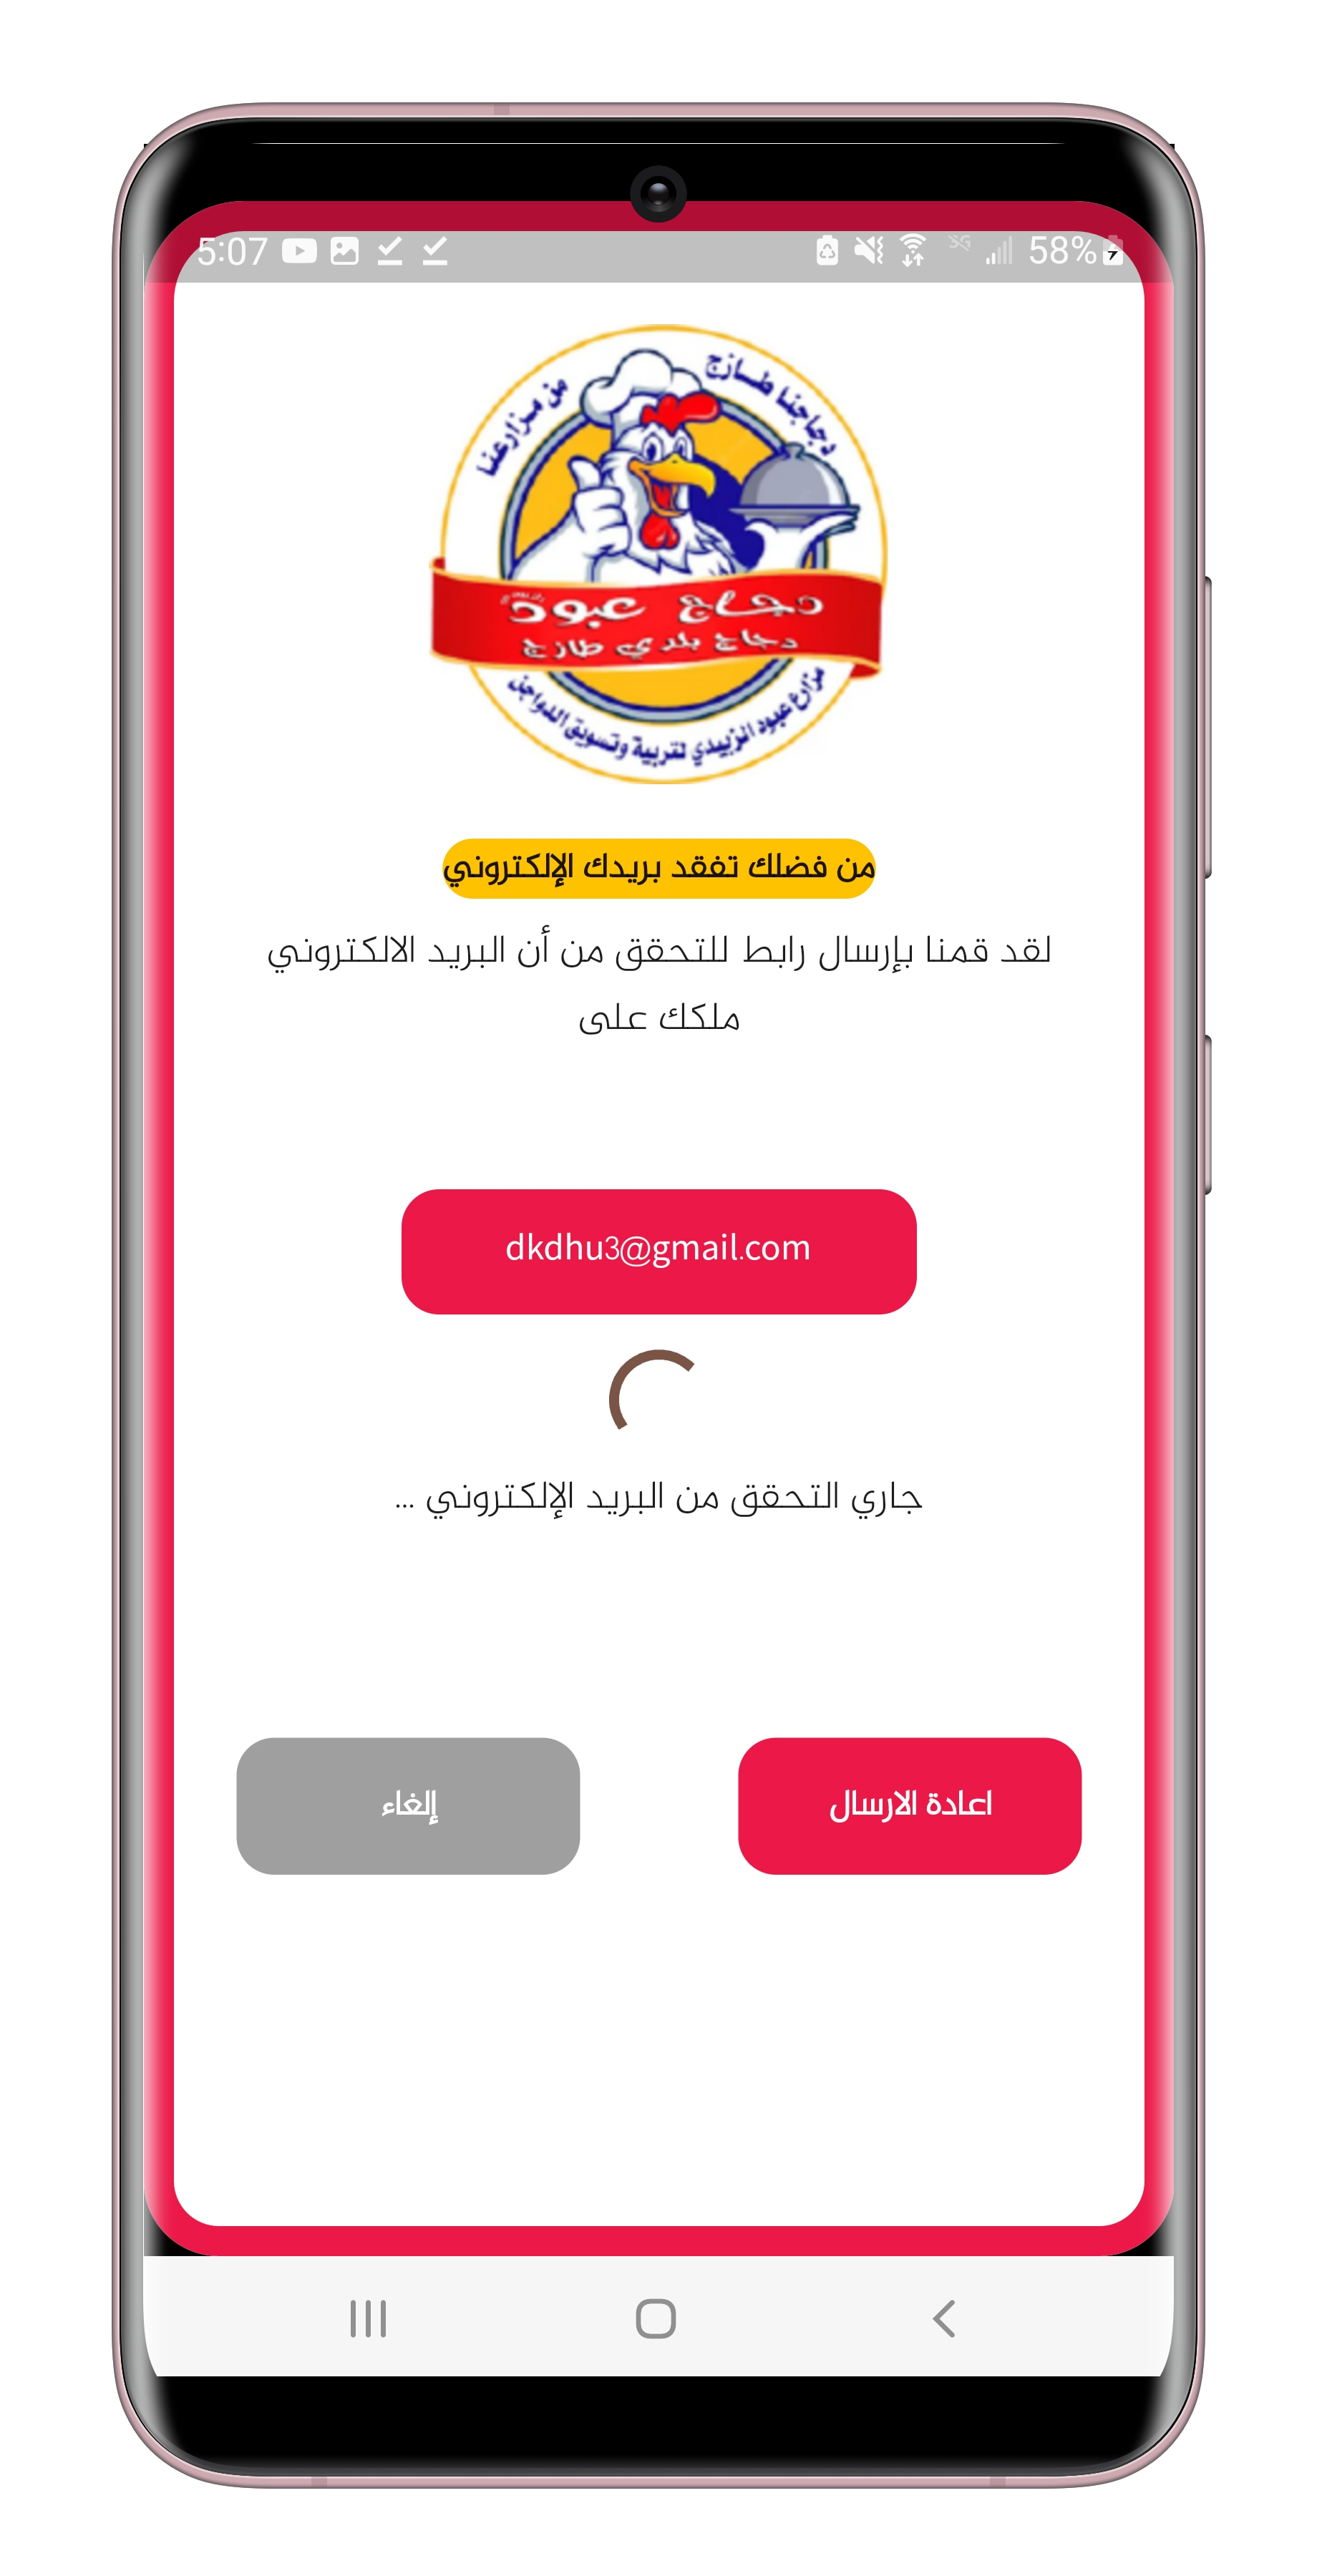 5:07
58%
من مزارعنا
دجاجنا طازج
دجاج عبود
دجاج بلدي طازج
مزارع عبود الزبيدي لتربية وتسويق الدواجن
من فضلك تفقد بريدك الإلكتروني
لقد قمنا بإرسال رابط للتحقق من أن البريد الالكتروني
ملكك على
dkdhu3@gmail.com
جاري التحقق من البريد الإلكتروني ...
اعادة الارسال
إلغاء